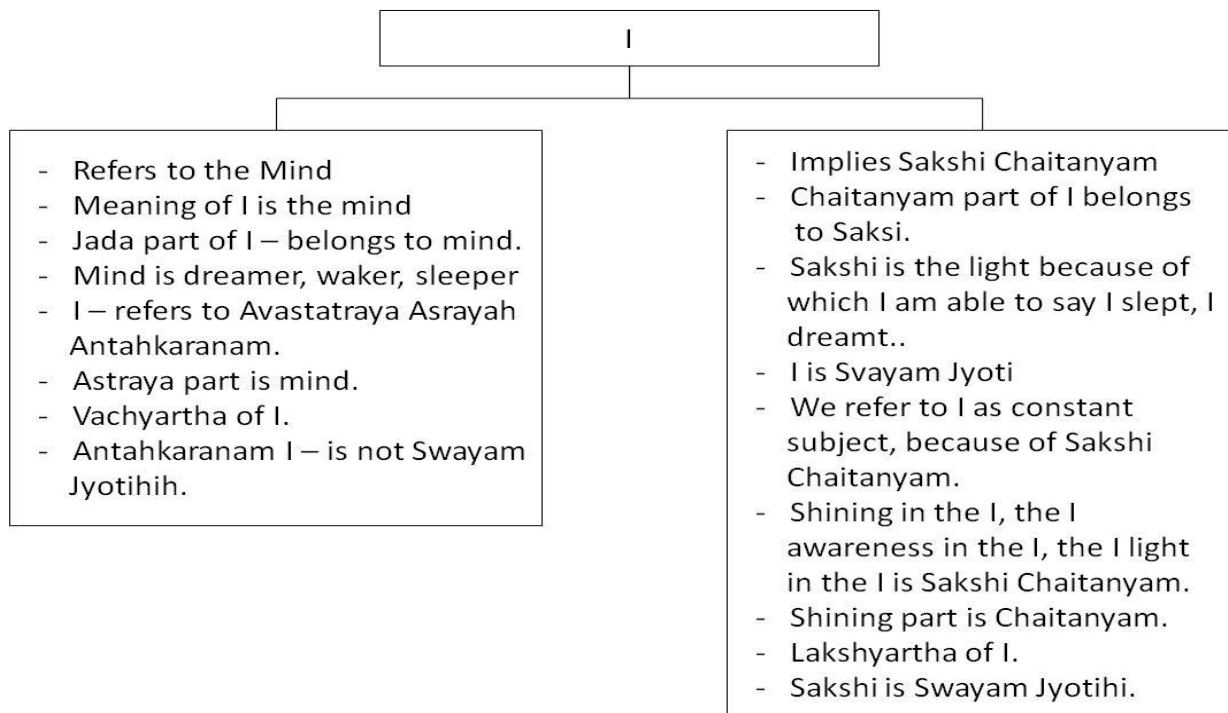 I
- Refers to the Mind
- Meaning of I is the mind
- Jada part of I – belongs to mind.
- Mind is dreamer, waker, sleeper
- I – refers to Avastatraya Asrayah
Antahkaranam.
- Astraya part is mind.
- Vachyartha of I.
- Antahkaranam I – is not Swayam
Jyotihih.
- Implies Sakshi Chaitanyam
- Chaitanyam part of I belongs
to Saksi.
- Sakshi is the light because of
which I am able to say I slept, I
dreamt..
- I is Svayam Jyoti
- We refer to I as constant
subject, because of Sakshi
Chaitanyam.
- Shining in the I, the I
awareness in the I, the I light
in the I is Sakshi Chaitanyam.
- Shining part is Chaitanyam.
- Lakshyartha of I.
- Sakshi is Swayam Jyotihi.